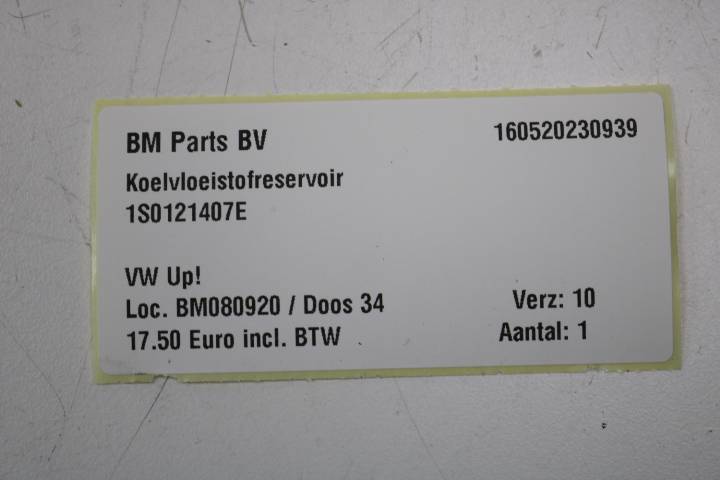 BM Parts BV 160520230939
Koelvloeistofreservoir
1S0121407E
VW Up!
Loc. BM080920 / Doos 34 Verz: 10
17.50 Euro incl. BTW Aantal: 1